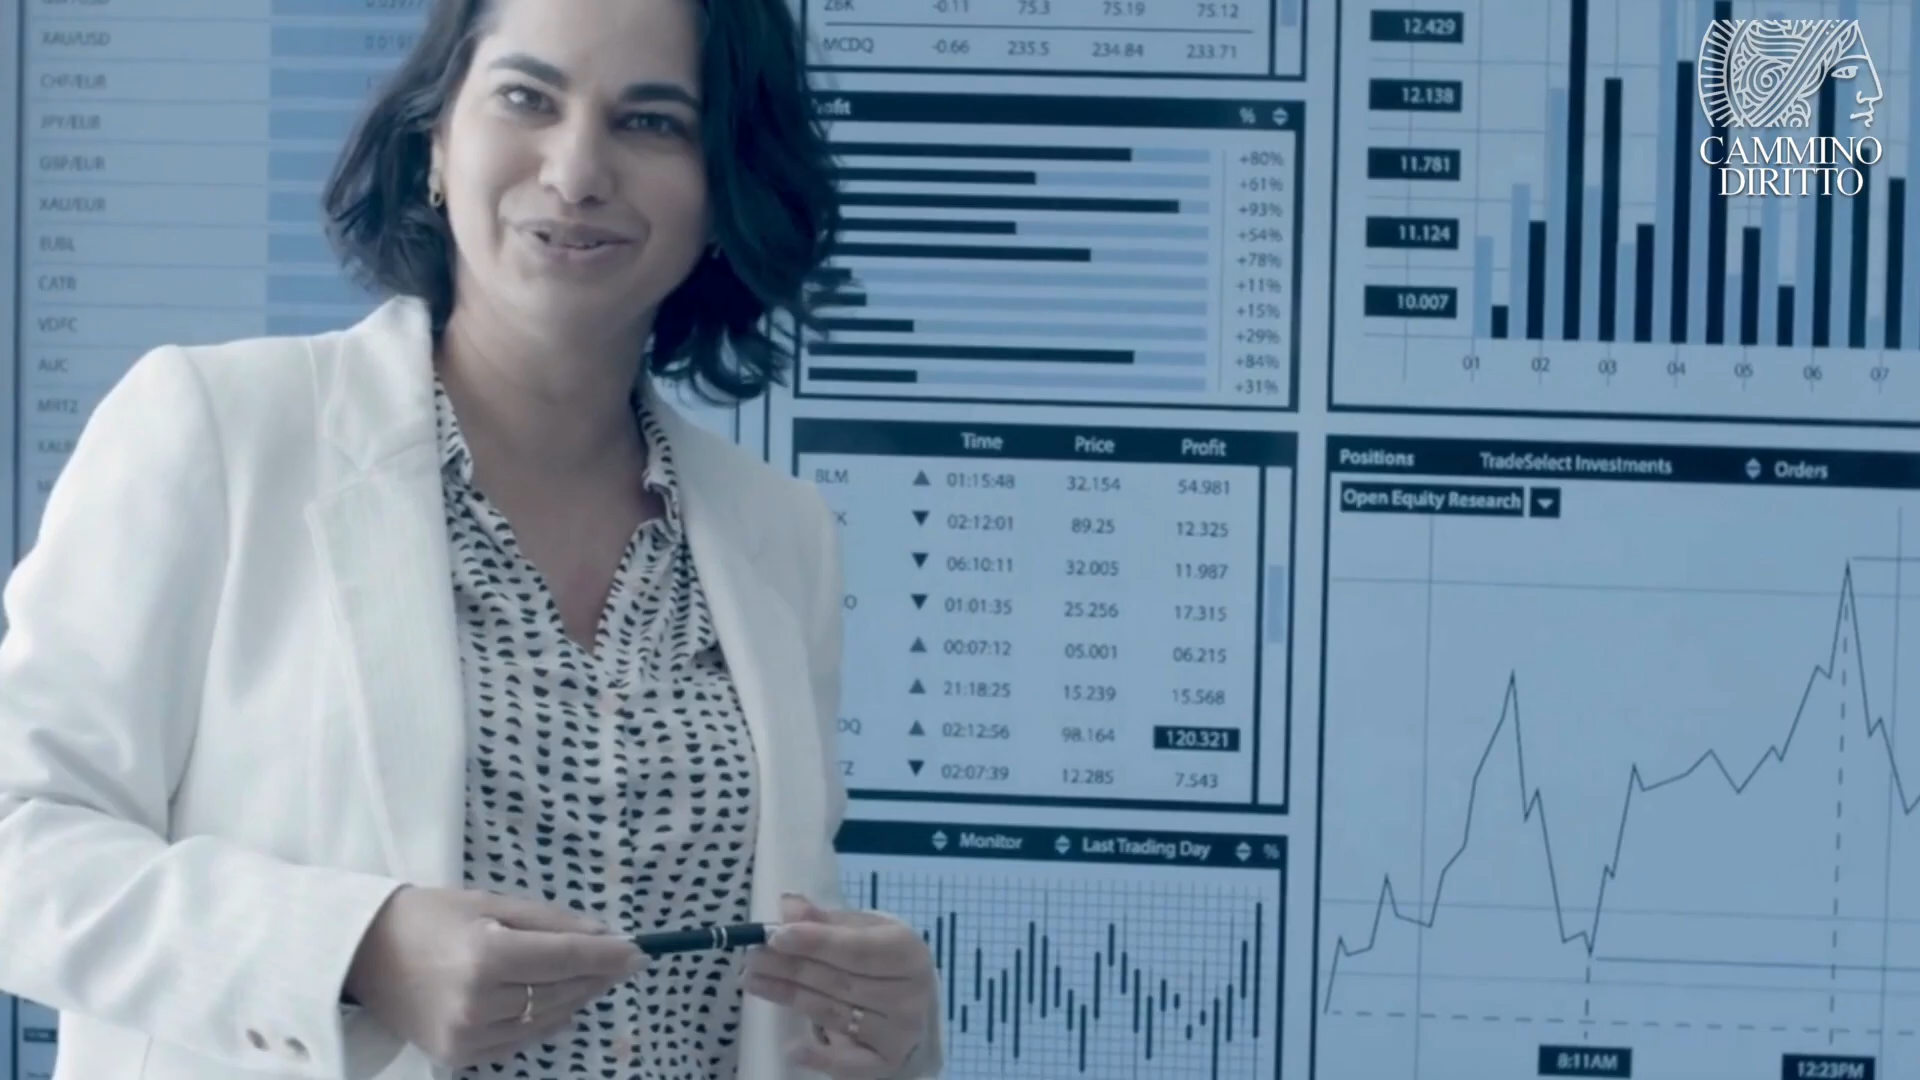 XAU/USD
CHF/EUR
JPY/EUR
GBP/EUR
XAU/EUR
EUBL
CATB
VDFC
AUC
MRTZ
ZBK -0.11 75.3 75.19 75.12
MCDQ -0.66 235.5 234.84 233.71
%
+80%
+61%
+93%
+54%
+78%
+11%
+15%
+29%
+84%
+31%
Time Price Profit
BLM ▲ 01:15:48 32.154 54.981
▼ 02:12:01 89.25 12.325
▼ 06:10:11 32.005 11.987
▼ 01:01:35 25.256 17.315
▲ 00:07:12 05.001 06.215
▲ 21:18:25 15.239 15.568
▲ 02:12:56 98.164 120.321
▼ 02:07:39 12.285 7.543
Monitor Last Trading Day %
12.429
12.138
11.781
11.124
10.007
01 02 03 04 05 06 07
CAMMINO
DIRITTO
Positions TradeSelect Investments Orders
Open Equity Research
8:11AM 12:23PM